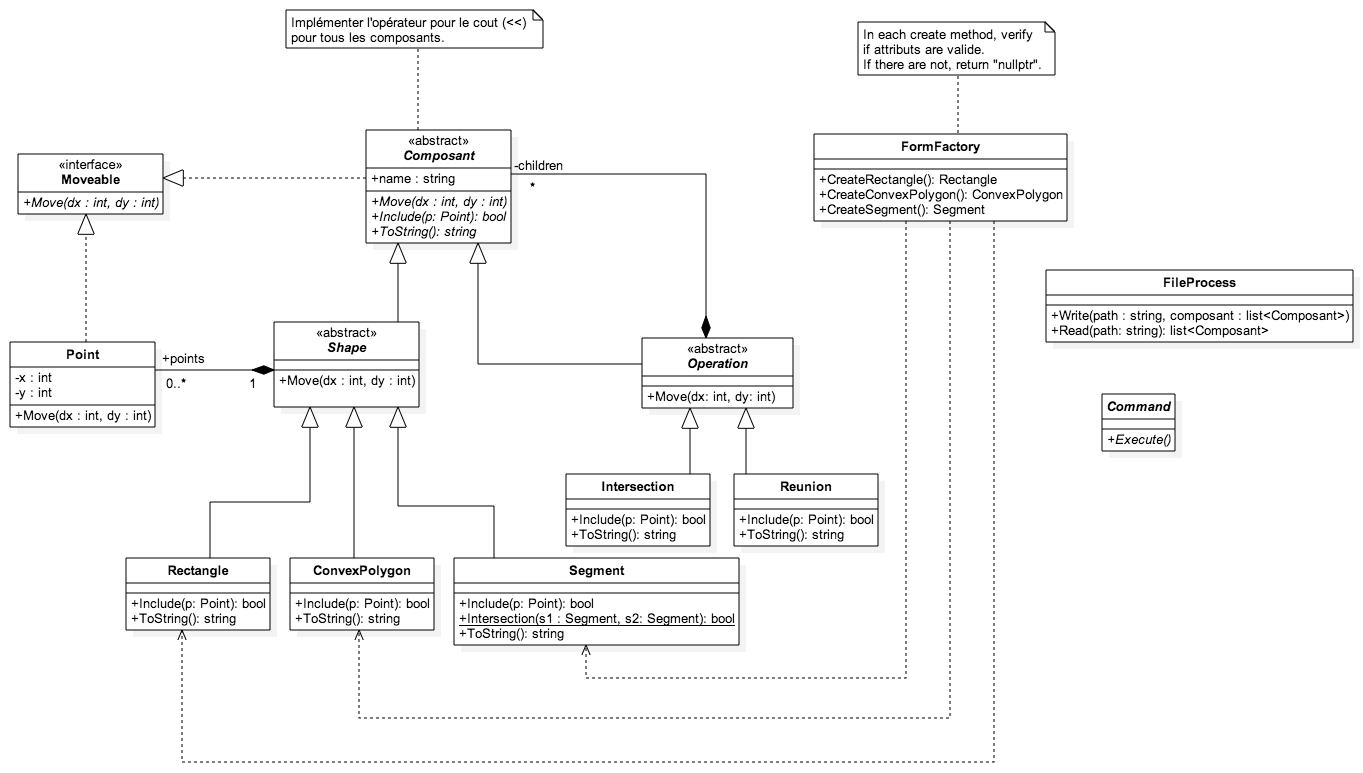 Implémenter l'opérateur pour le cout (<<)
pour tous les composants.
In each create method, verify
if attributs are valide.
If there are not, return "nullptr".
«interface»
Moveable
+Move(dx : int, dy : int)
«abstract»
Composant
+name : string
+Move(dx : int, dy : int)
+Include(p: Point): bool
+ToString(): string
-children
*
FormFactory
+CreateRectangle(): Rectangle
+CreateConvexPolygon(): ConvexPolygon
+CreateSegment(): Segment
FileProcess
+Write(path : string, composant : list<Composant>)
+Read(path: string): list<Composant>
Point
-x : int
-y : int
+Move(dx : int, dy : int)
+points
0..*
1
«abstract»
Shape
+Move(dx : int, dy : int)
«abstract»
Operation
+Move(dx: int, dy: int)
Command
+Execute()
Intersection
+Include(p: Point): bool
+ToString(): string
Reunion
+Include(p: Point): bool
+ToString(): string
Rectangle
+Include(p: Point): bool
+ToString(): string
ConvexPolygon
+Include(p: Point): bool
+ToString(): string
Segment
+Include(p: Point): bool
+Intersection(s1 : Segment, s2: Segment): bool
+ToString(): string